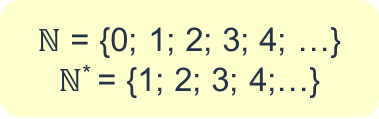 ℕ = {0; 1; 2; 3; 4; …}
ℕ* = {1; 2; 3; 4;…}